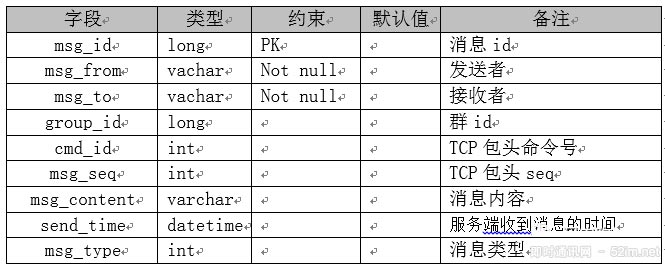 字段 类型 约束 默认值 备注
msg_id long PK 消息 id
msg_from vachar Not null 发送者
msg_to vachar Not null 接收者
group_id long 群 id
cmd_id int TCP 包头命令号
msg_seq int TCP 包头 seq
msg_content varchar 消息内容
send_time datetime 服务端收到消息的时间
msg_type int 消息类型
即时通讯网 - 52im.net